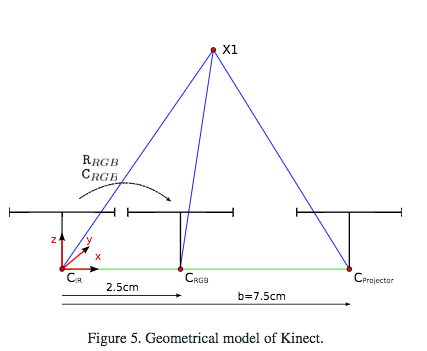 X1
R_RGB
C_RGB
z
y
x
C_IR
C_RGB
C_Projector
2.5cm
b=7.5cm
Figure 5. Geometrical model of Kinect.